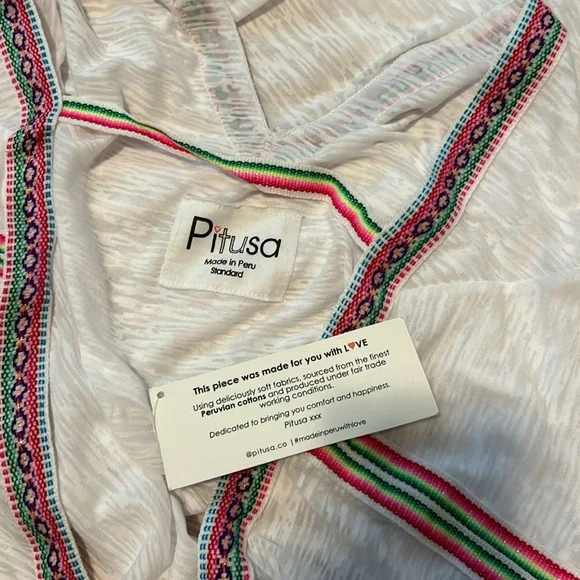 Pitusa
Made in Peru
Standard
This piece was made for you with LOVE
Using deliciously soft fabrics, sourced from the finest
Peruvian cottons and produced under fair trade
working conditions.
Dedicated to bringing you comfort and happiness.
Pitusa xxx
@pitusa.co | #madeinperuwithlove